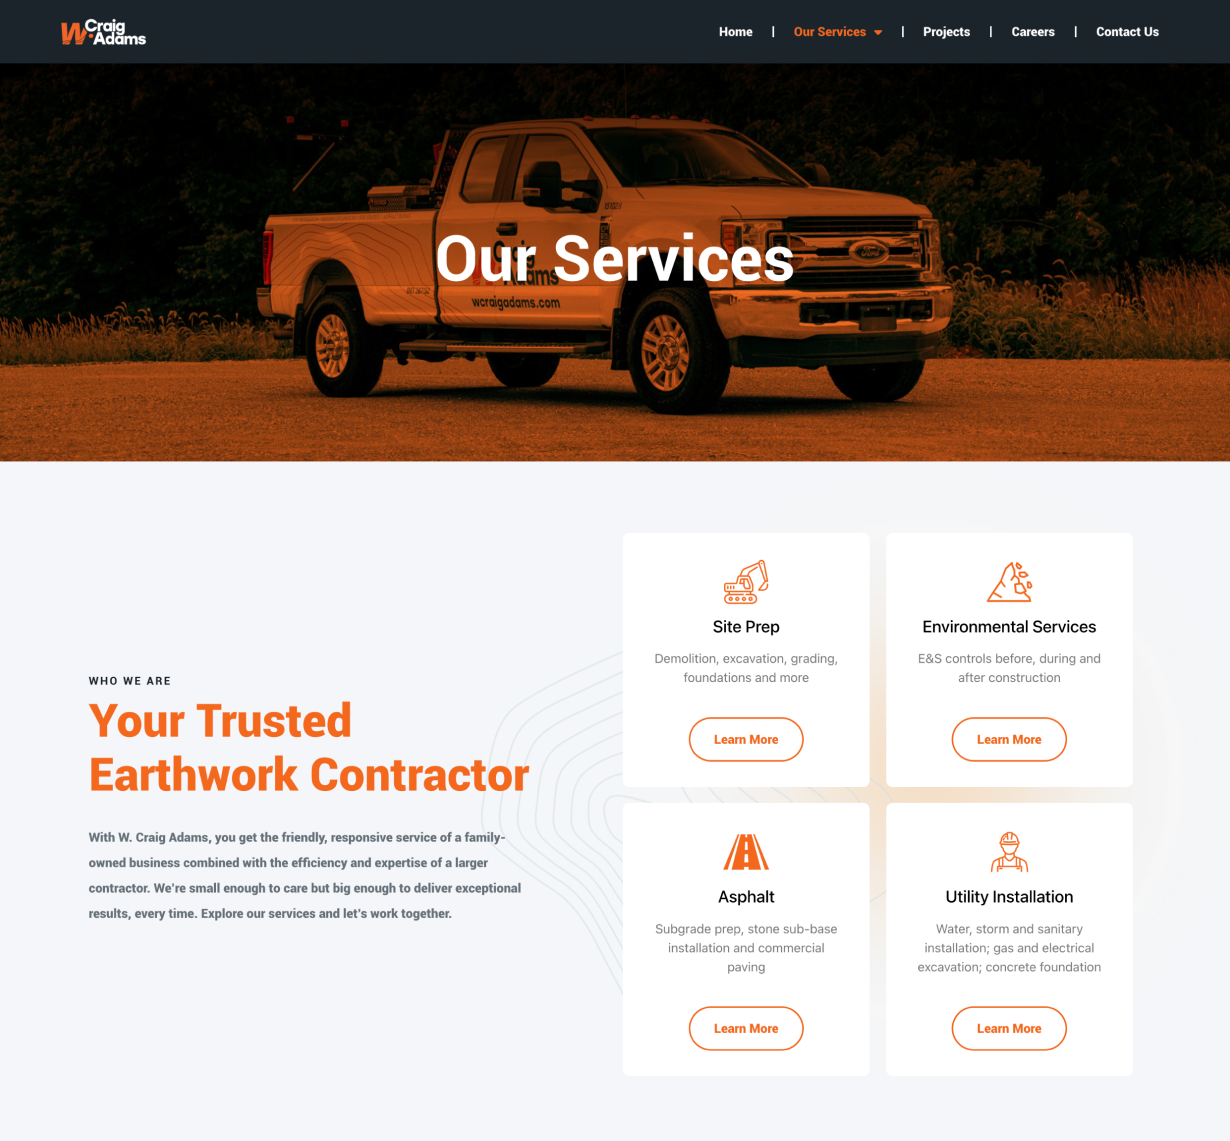 W. Craig
Adams
Home | Our Services | Projects | Careers | Contact Us
Our Services
Craig
Adams
wcraigadams.com
Ford
Site Prep
Demolition, excavation, grading,
foundations and more
Learn More
Environmental Services
E&S controls before, during and
after construction
Learn More
WHO WE ARE
Your Trusted
Earthwork Contractor
With W. Craig Adams, you get the friendly, responsive service of a family-
owned business combined with the efficiency and expertise of a larger
contractor. We're small enough to care but big enough to deliver exceptional
results, every time. Explore our services and let's work together.
Asphalt
Subgrade prep, stone sub-base
installation and commercial
paving
Learn More
Utility Installation
Water, storm and sanitary
installation; gas and electrical
excavation; concrete foundation
Learn More